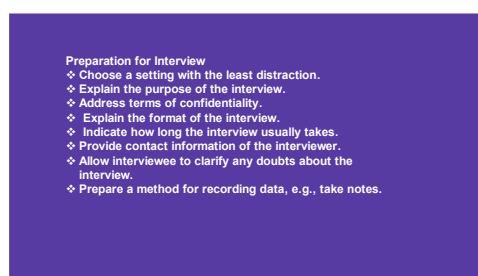 Preparation for Interview
❖ Choose a setting with the least distraction.
❖ Explain the purpose of the interview.
❖ Address terms of confidentiality.
❖ Explain the format of the interview.
❖ Indicate how long the interview usually takes.
❖ Provide contact information of the interviewer.
❖ Allow interviewee to clarify any doubts about the
interview.
❖ Prepare a method for recording data, e.g., take notes.